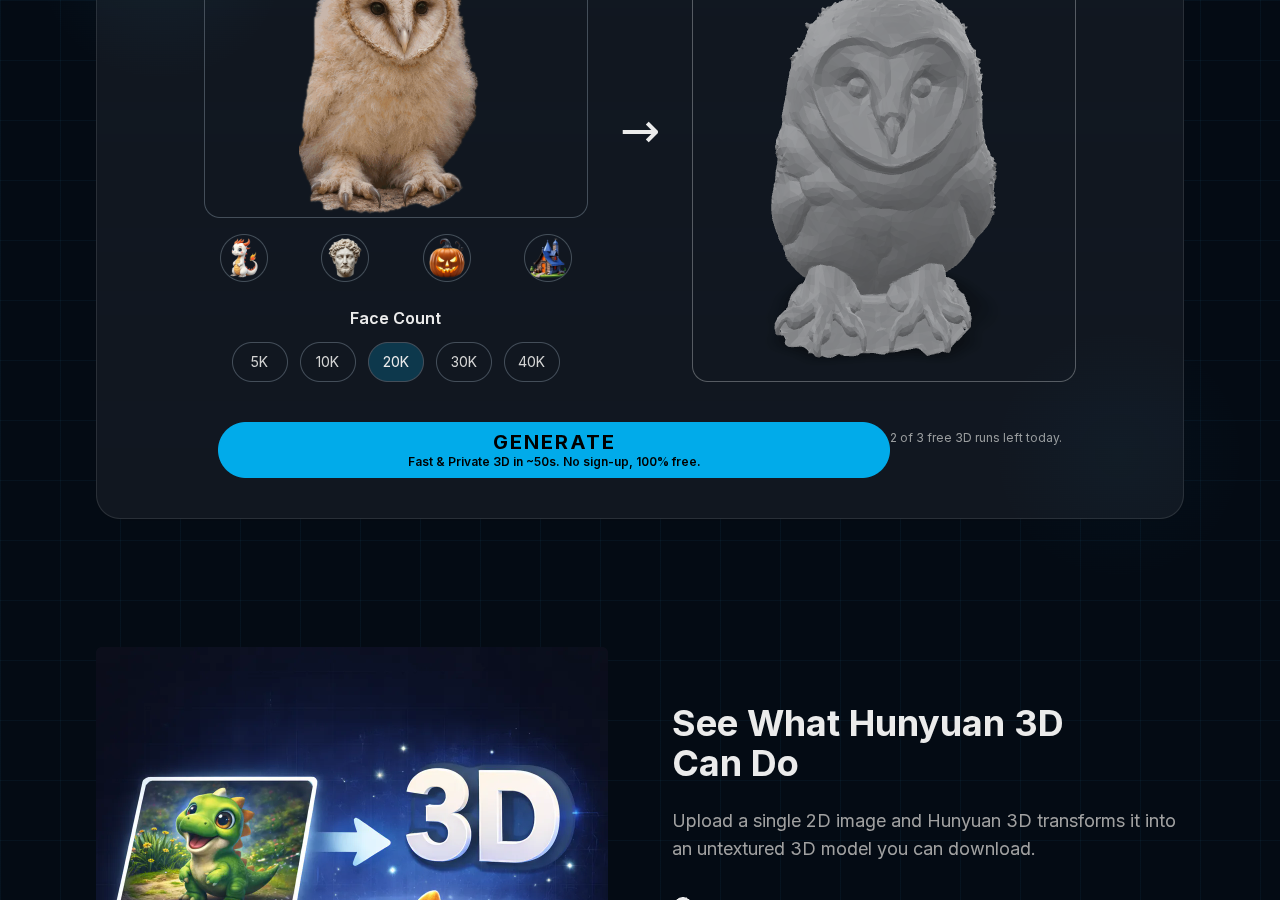 Face Count
5K
10K
20K
30K
40K
GENERATE
Fast & Private 3D in ~50s. No sign-up, 100% free.
2 of 3 free 3D runs left today.
3D
See What Hunyuan 3D
Can Do
Upload a single 2D image and Hunyuan 3D transforms it into
an untextured 3D model you can download.